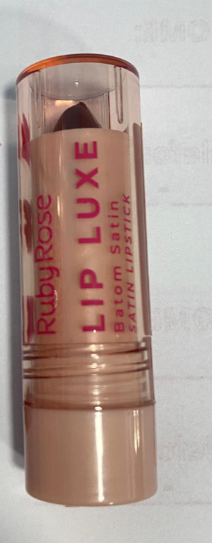 RubyRose
LIP LUXE
Batom Satin
SATIN LIPSTICK